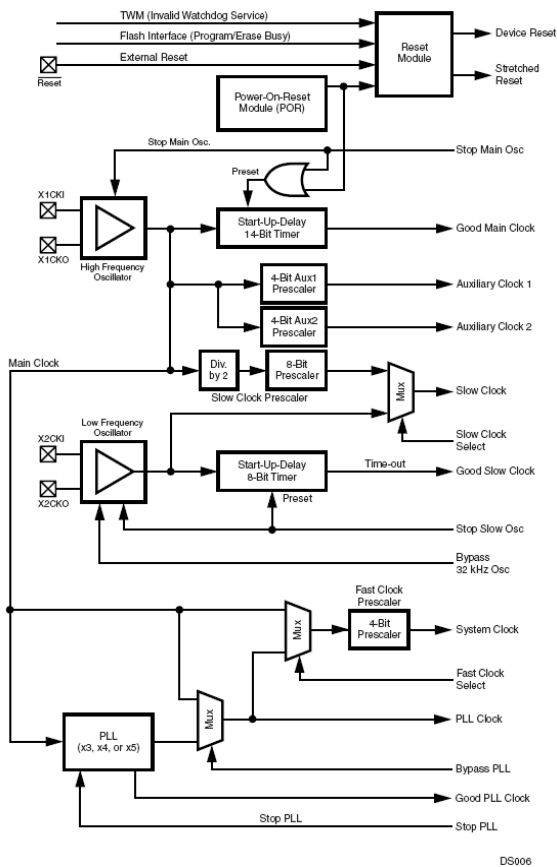 TWM (Invalid Watchdog Service)
Flash Interface (Program/Erase Busy)
External Reset
Reset
Reset
Module
Device Reset
Stretched
Reset
Power-On-Reset
Module (POR)
Stop Main Osc.
Stop Main Osc
Preset
X1CKI
X1CKO
High Frequency
Oscillator
Start-Up-Delay
14-Bit Timer
Good Main Clock
4-Bit Aux1
Prescaler
Auxiliary Clock 1
4-Bit Aux2
Prescaler
Auxiliary Clock 2
Main Clock
Div.
by 2
8-Bit
Prescaler
Slow Clock Prescaler
Mux
Slow Clock
Slow Clock
Select
Low Frequency
Oscillator
X2CKI
X2CKO
Start-Up-Delay
8-Bit Timer
Time-out
Good Slow Clock
Preset
Stop Slow Osc
Bypass
32 kHz Osc
Fast Clock
Prescaler
Mux
4-Bit
Prescaler
System Clock
Fast Clock
Select
Mux
PLL Clock
PLL
(x3, x4, or x5)
Bypass PLL
Good PLL Clock
Stop PLL
Stop PLL
DS006